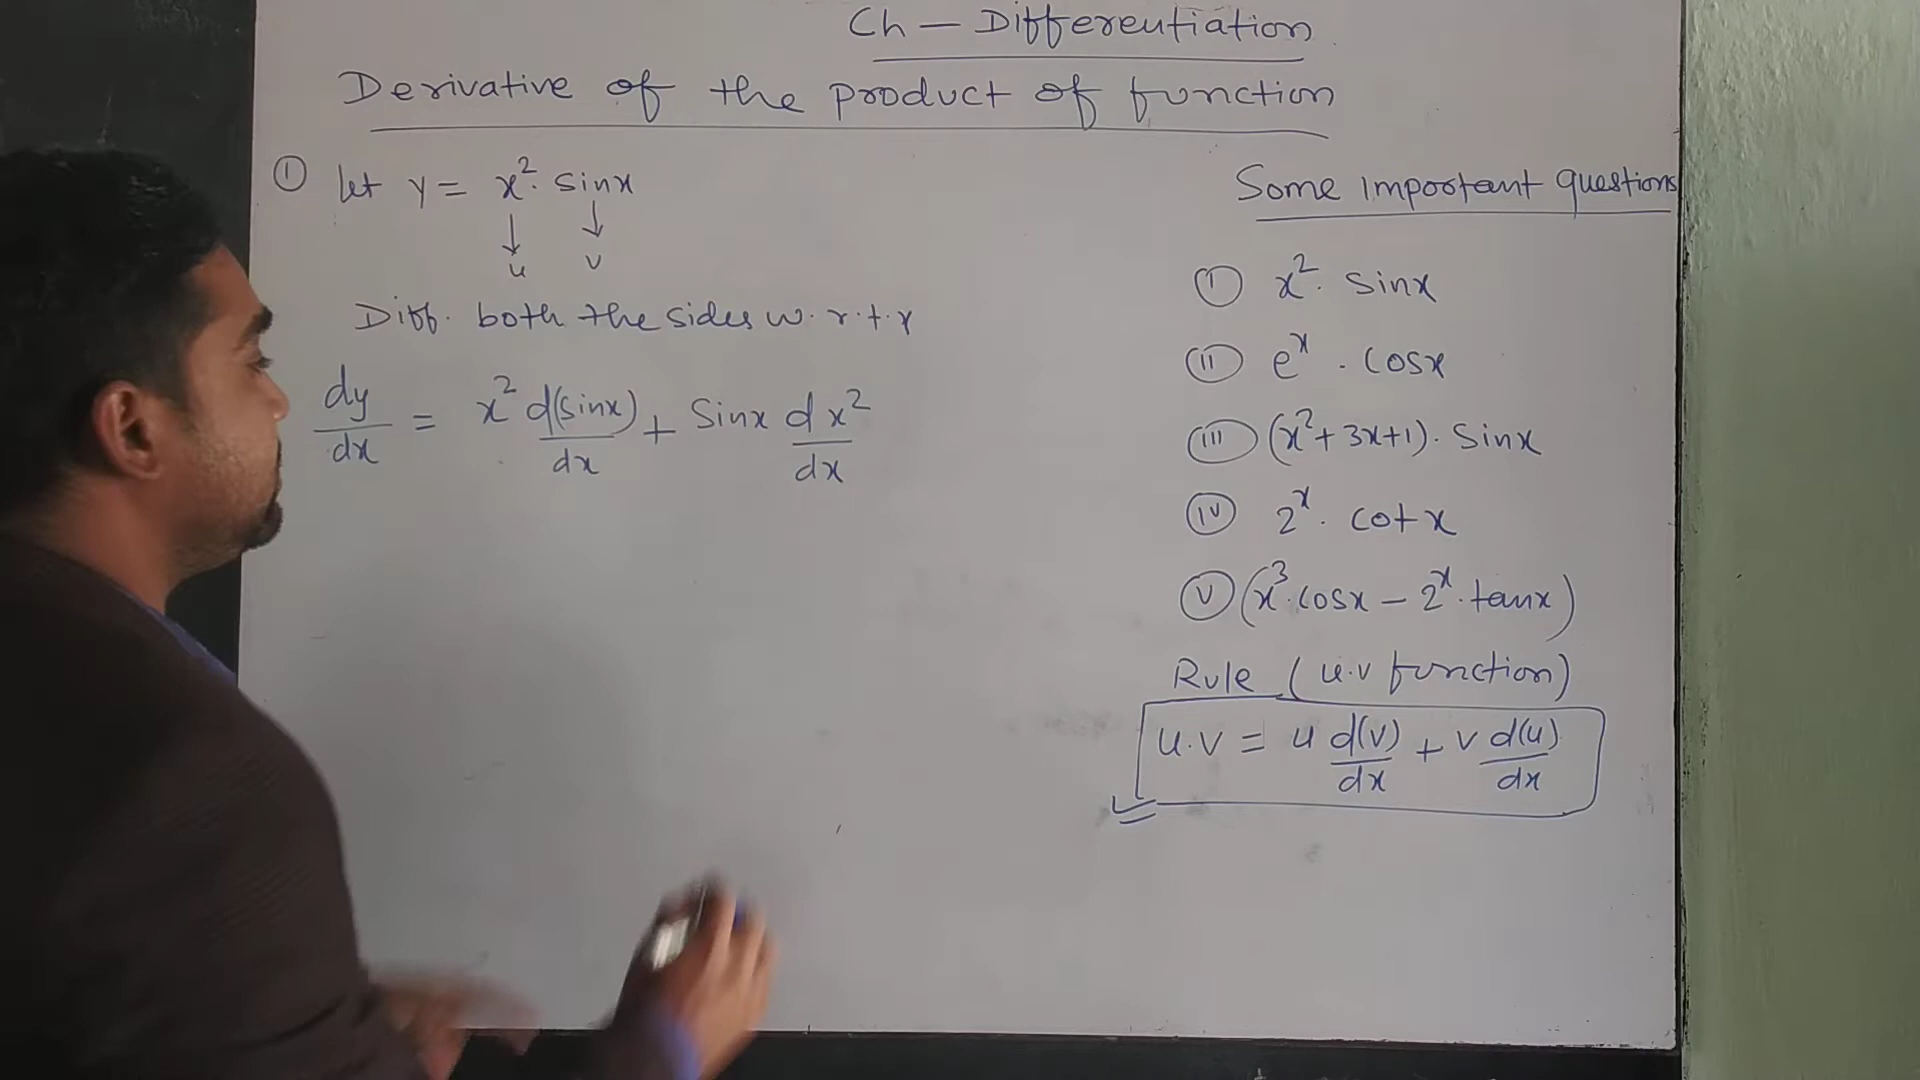 Ch – Differentiation
Derivative of the product of function
① Let y = x². sinx
↓ ↓
u v
Diff. both the sides w.r.t.x
dy/dx = x² d(sinx)/dx + Sinx dx²/dx
Some important questions
(i) x². sinx
(ii) eˣ . cosx
(iii) (x²+3x+1). Sinx
(iv) 2ˣ. cotx
(v) (x³.cosx – 2ˣ.tanx)
Rule (u.v function)
u.v = u d(v)/dx + v d(u)/dx